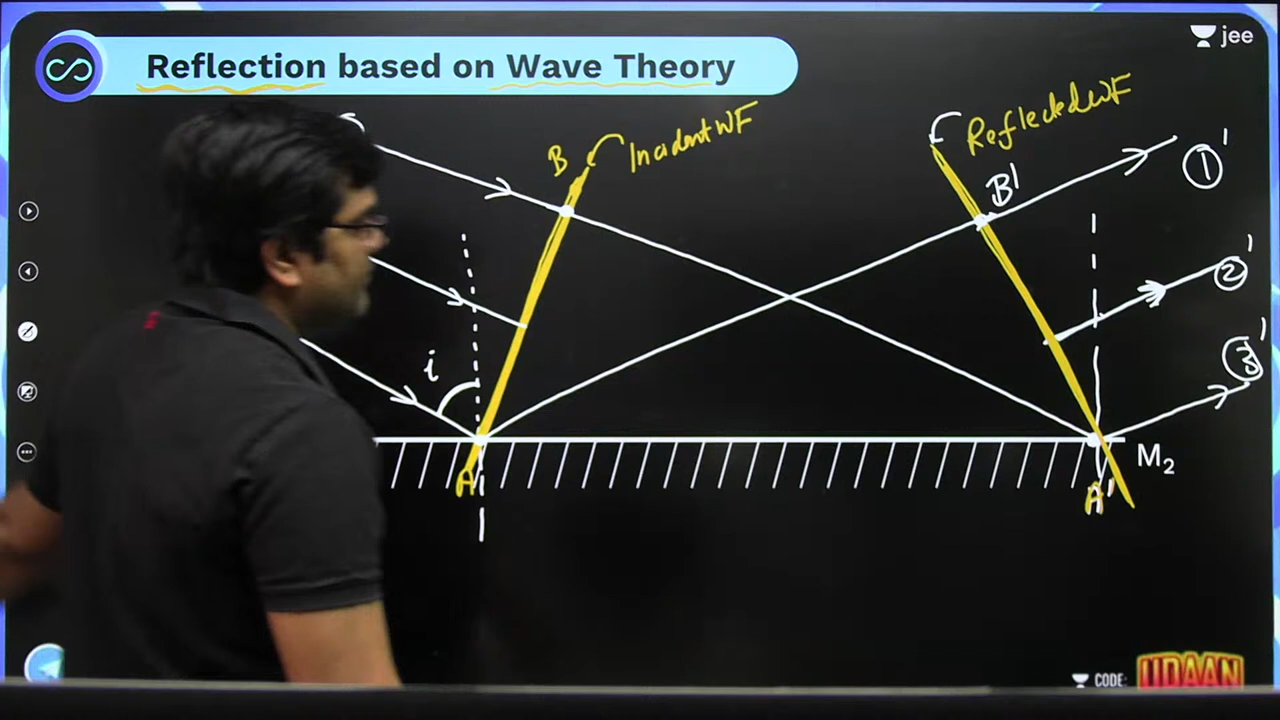 jee
Reflection based on Wave Theory
B
Incident WF
Reflected WF
B'
1'
2'
3'
i
A
A'
M₂
CODE:
UDAAN